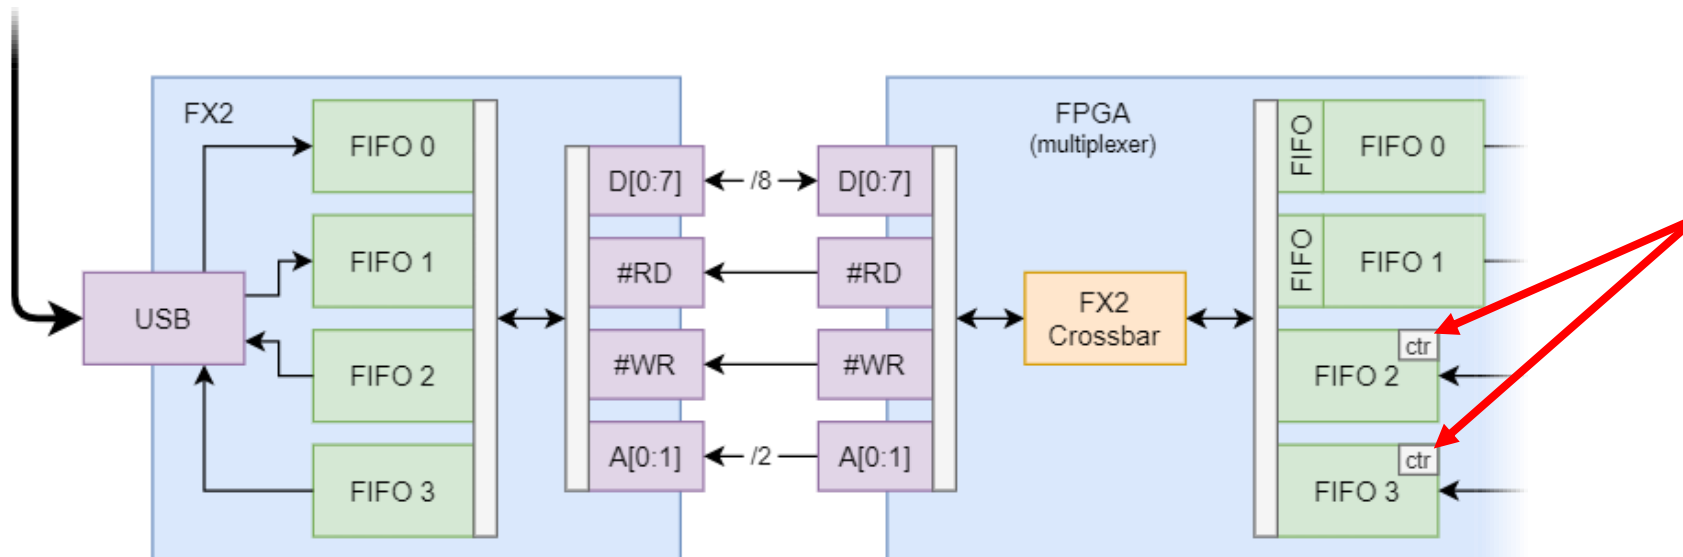 FX2
FIFO 0
FIFO 1
FIFO 2
FIFO 3
USB
D[0:7]
#RD
#WR
A[0:1]
/8
/2
D[0:7]
#RD
#WR
A[0:1]
FPGA
(multiplexer)
FX2
Crossbar
FIFO
FIFO 0
FIFO
FIFO 1
ctr
FIFO 2
ctr
FIFO 3